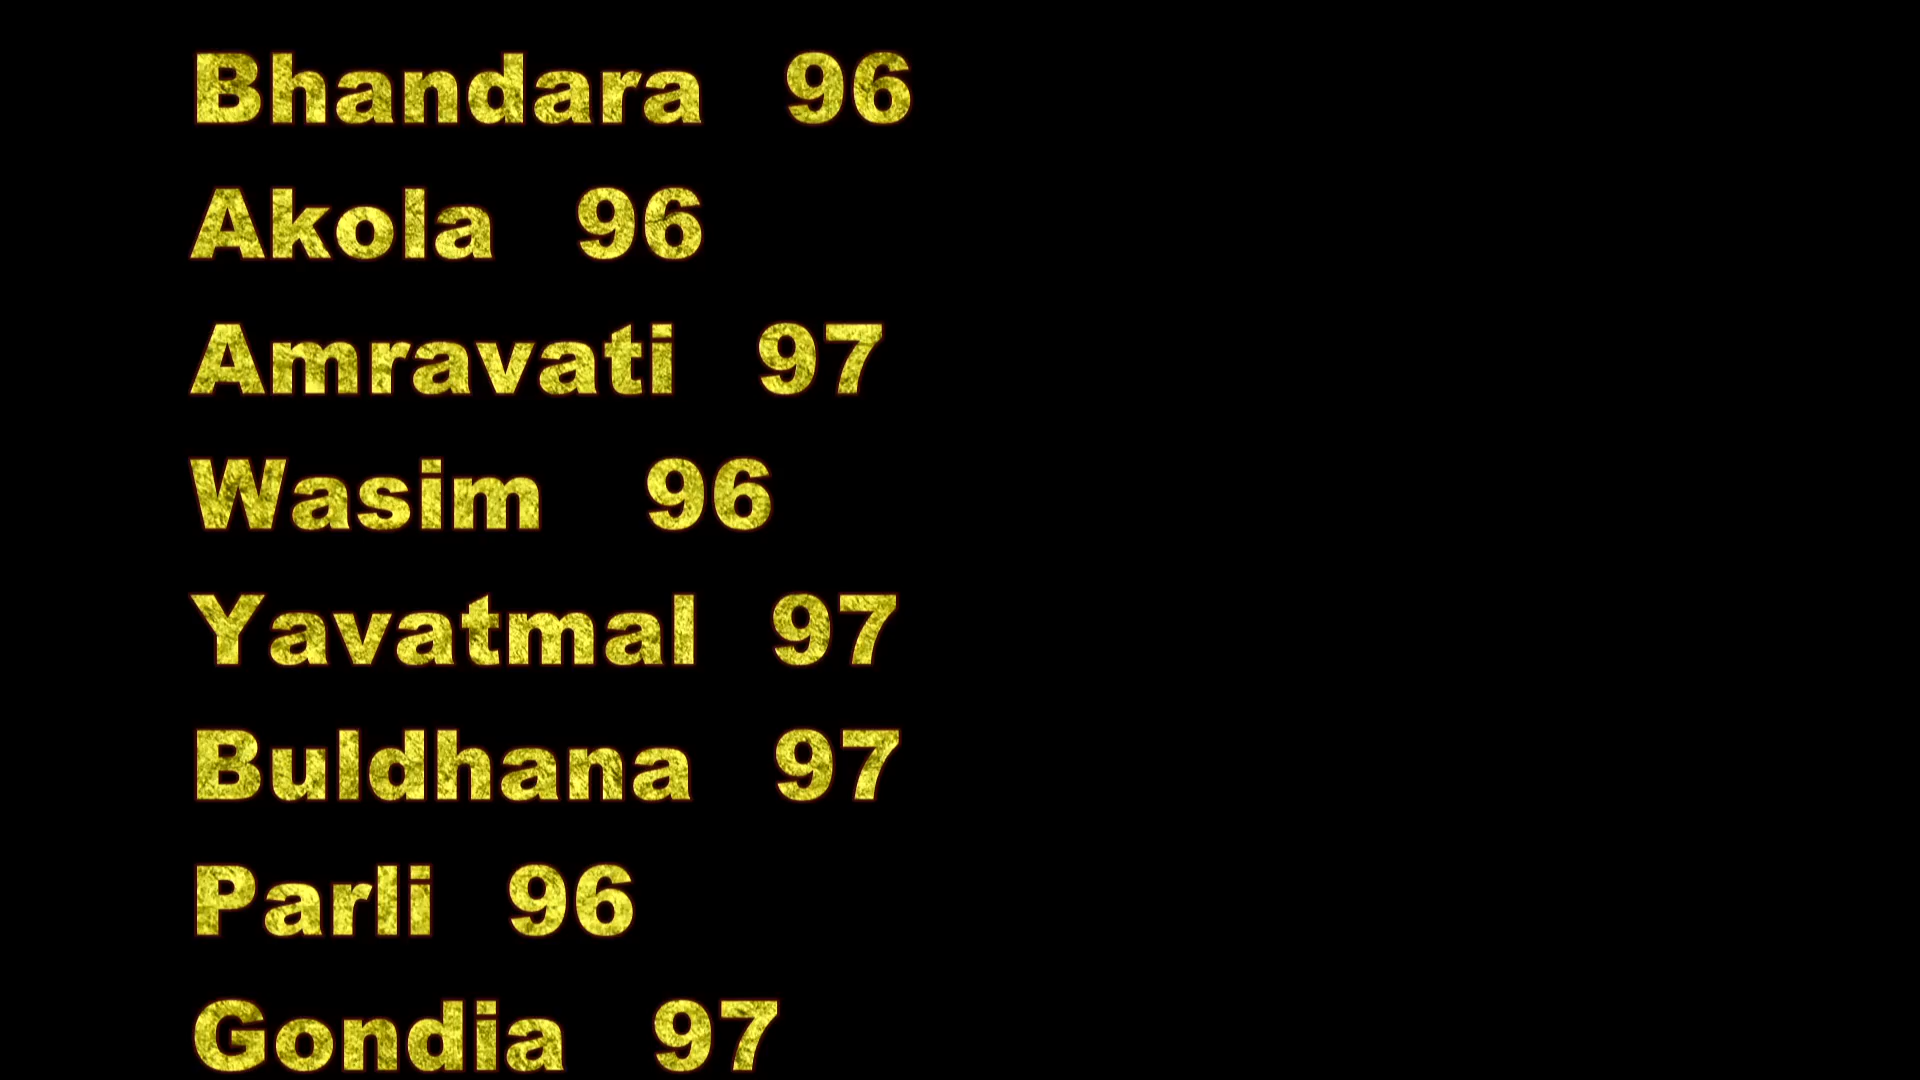 Bhandara 96
Akola 96
Amravati 97
Wasim 96
Yavatmal 97
Buldhana 97
Parli 96
Gondia 97